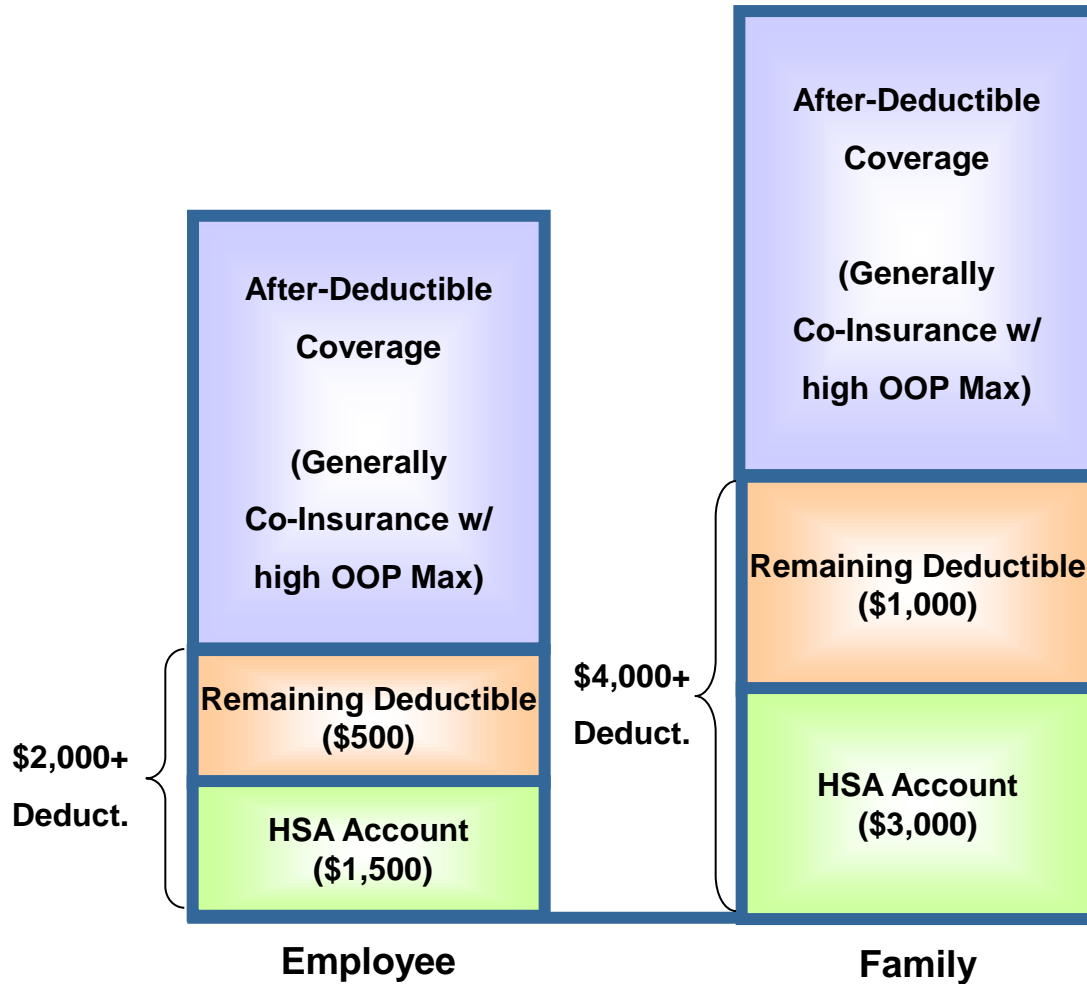 After-Deductible
Coverage
(Generally
Co-Insurance w/
high OOP Max)
Remaining Deductible
($500)
HSA Account
($1,500)
$2,000+
Deduct.
Employee
After-Deductible
Coverage
(Generally
Co-Insurance w/
high OOP Max)
Remaining Deductible
($1,000)
HSA Account
($3,000)
$4,000+
Deduct.
Family